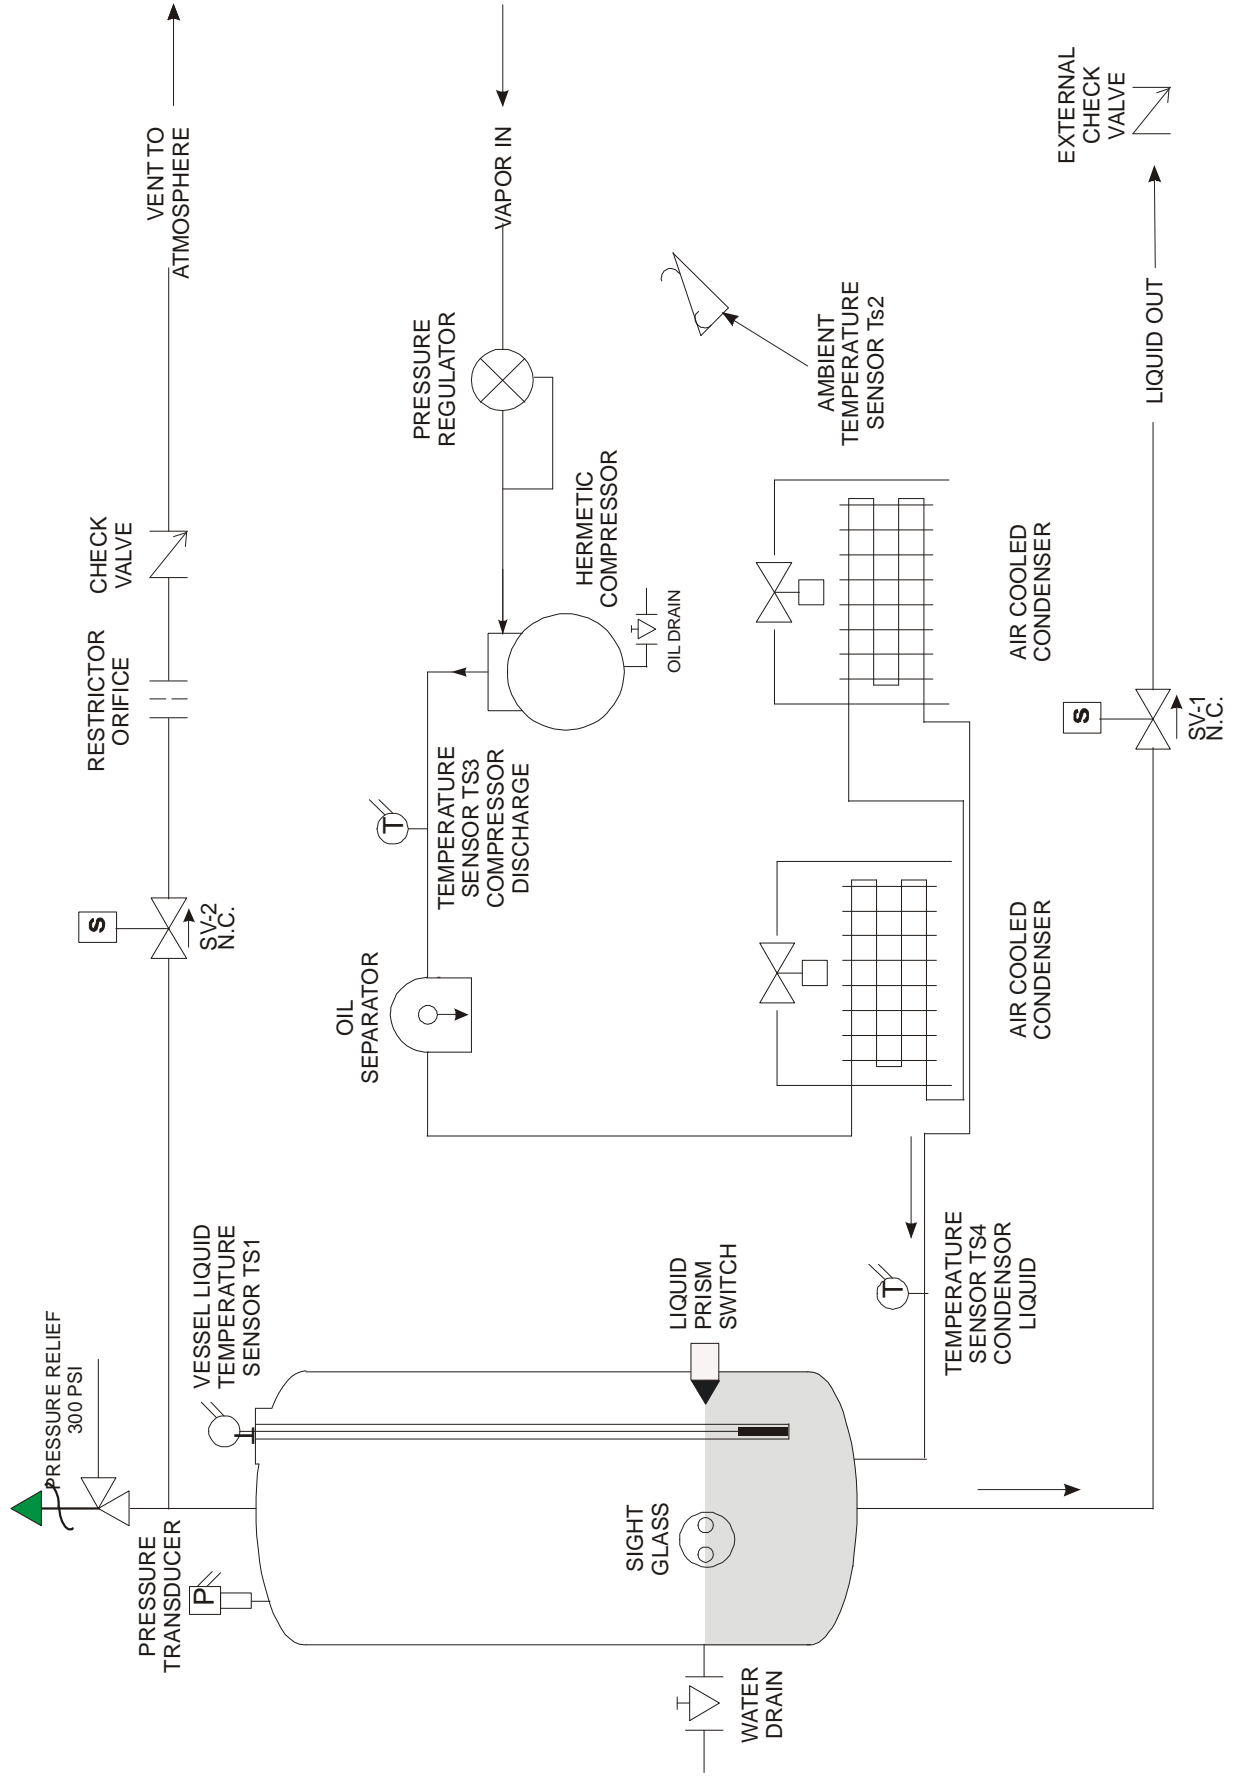 PRESSURE RELIEF
300 PSI
PRESSURE
TRANSDUCER
P
VESSEL LIQUID
TEMPERATURE
SENSOR TS1
S
SV-2
N.C.
RESTRICTOR
ORIFICE
CHECK
VALVE
VENT TO
ATMOSPHERE
OIL
SEPARATOR
T
TEMPERATURE
SENSOR TS3
COMPRESSOR
DISCHARGE
HERMETIC
COMPRESSOR
OIL DRAIN
PRESSURE
REGULATOR
VAPOR IN
WATER
DRAIN
SIGHT
GLASS
LIQUID
PRISM
SWITCH
T
TEMPERATURE
SENSOR TS4
CONDENSOR
LIQUID
AIR COOLED
CONDENSER
AIR COOLED
CONDENSER
AMBIENT
TEMPERATURE
SENSOR Ts2
S
SV-1
N.C.
LIQUID OUT
EXTERNAL
CHECK
VALVE